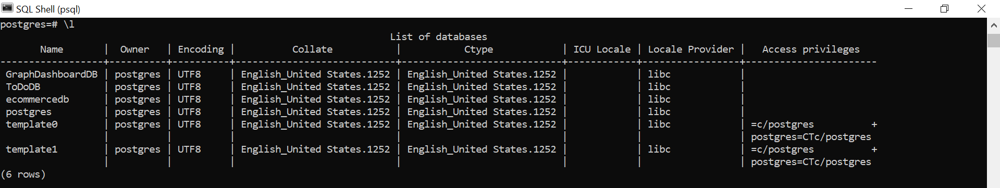 SQL Shell (psql)
postgres=# \l
                                                                    List of databases
       Name       |  Owner   | Encoding |          Collate           |           Ctype            | ICU Locale | Locale Provider |   Access privileges
------------------+----------+----------+----------------------------+----------------------------+------------+-----------------+-----------------------
 GraphDashboardDB | postgres | UTF8     | English_United States.1252 | English_United States.1252 |            | libc            |
 ToDoDB           | postgres | UTF8     | English_United States.1252 | English_United States.1252 |            | libc            |
 ecommercedb      | postgres | UTF8     | English_United States.1252 | English_United States.1252 |            | libc            |
 postgres         | postgres | UTF8     | English_United States.1252 | English_United States.1252 |            | libc            |
 template0        | postgres | UTF8     | English_United States.1252 | English_United States.1252 |            | libc            | =c/postgres          +
                  |          |          |                            |                            |            |                 | postgres=CTc/postgres
 template1        | postgres | UTF8     | English_United States.1252 | English_United States.1252 |            | libc            | =c/postgres          +
                  |          |          |                            |                            |            |                 | postgres=CTc/postgres
(6 rows)